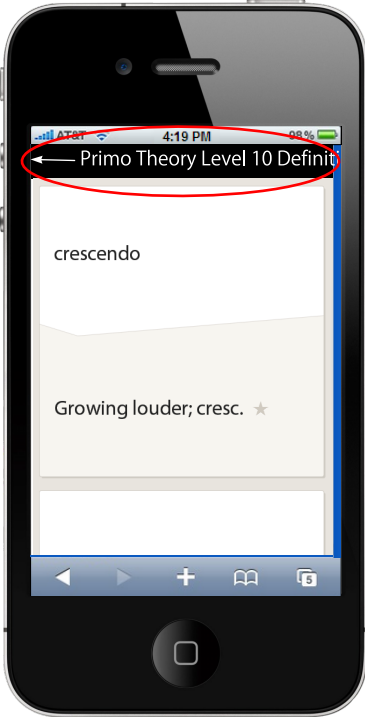 AT&T 4:19 PM 98%
Primo Theory Level 10 Definit
crescendo
Growing louder; cresc.
5